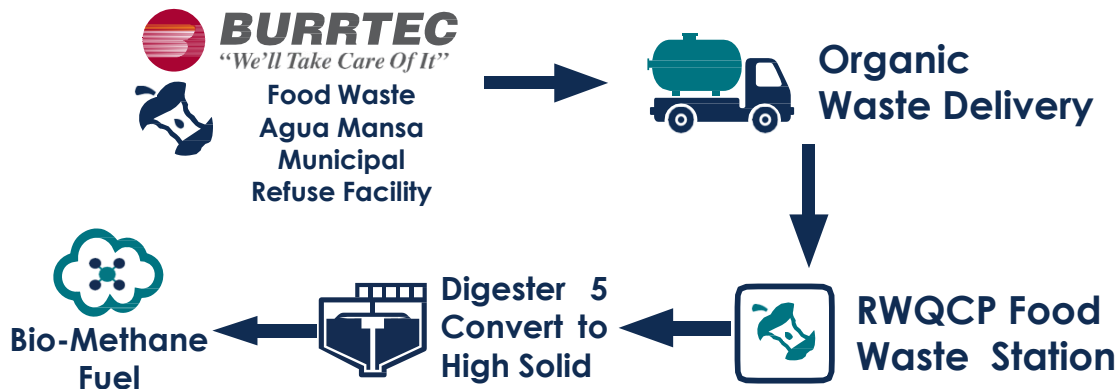 BURRTEC
“We’ll Take Care Of It”
Food Waste
Agua Mansa
Municipal
Refuse Facility
Organic
Waste Delivery
RWQCP Food
Waste Station
Digester 5
Convert to
High Solid
Bio-Methane
Fuel